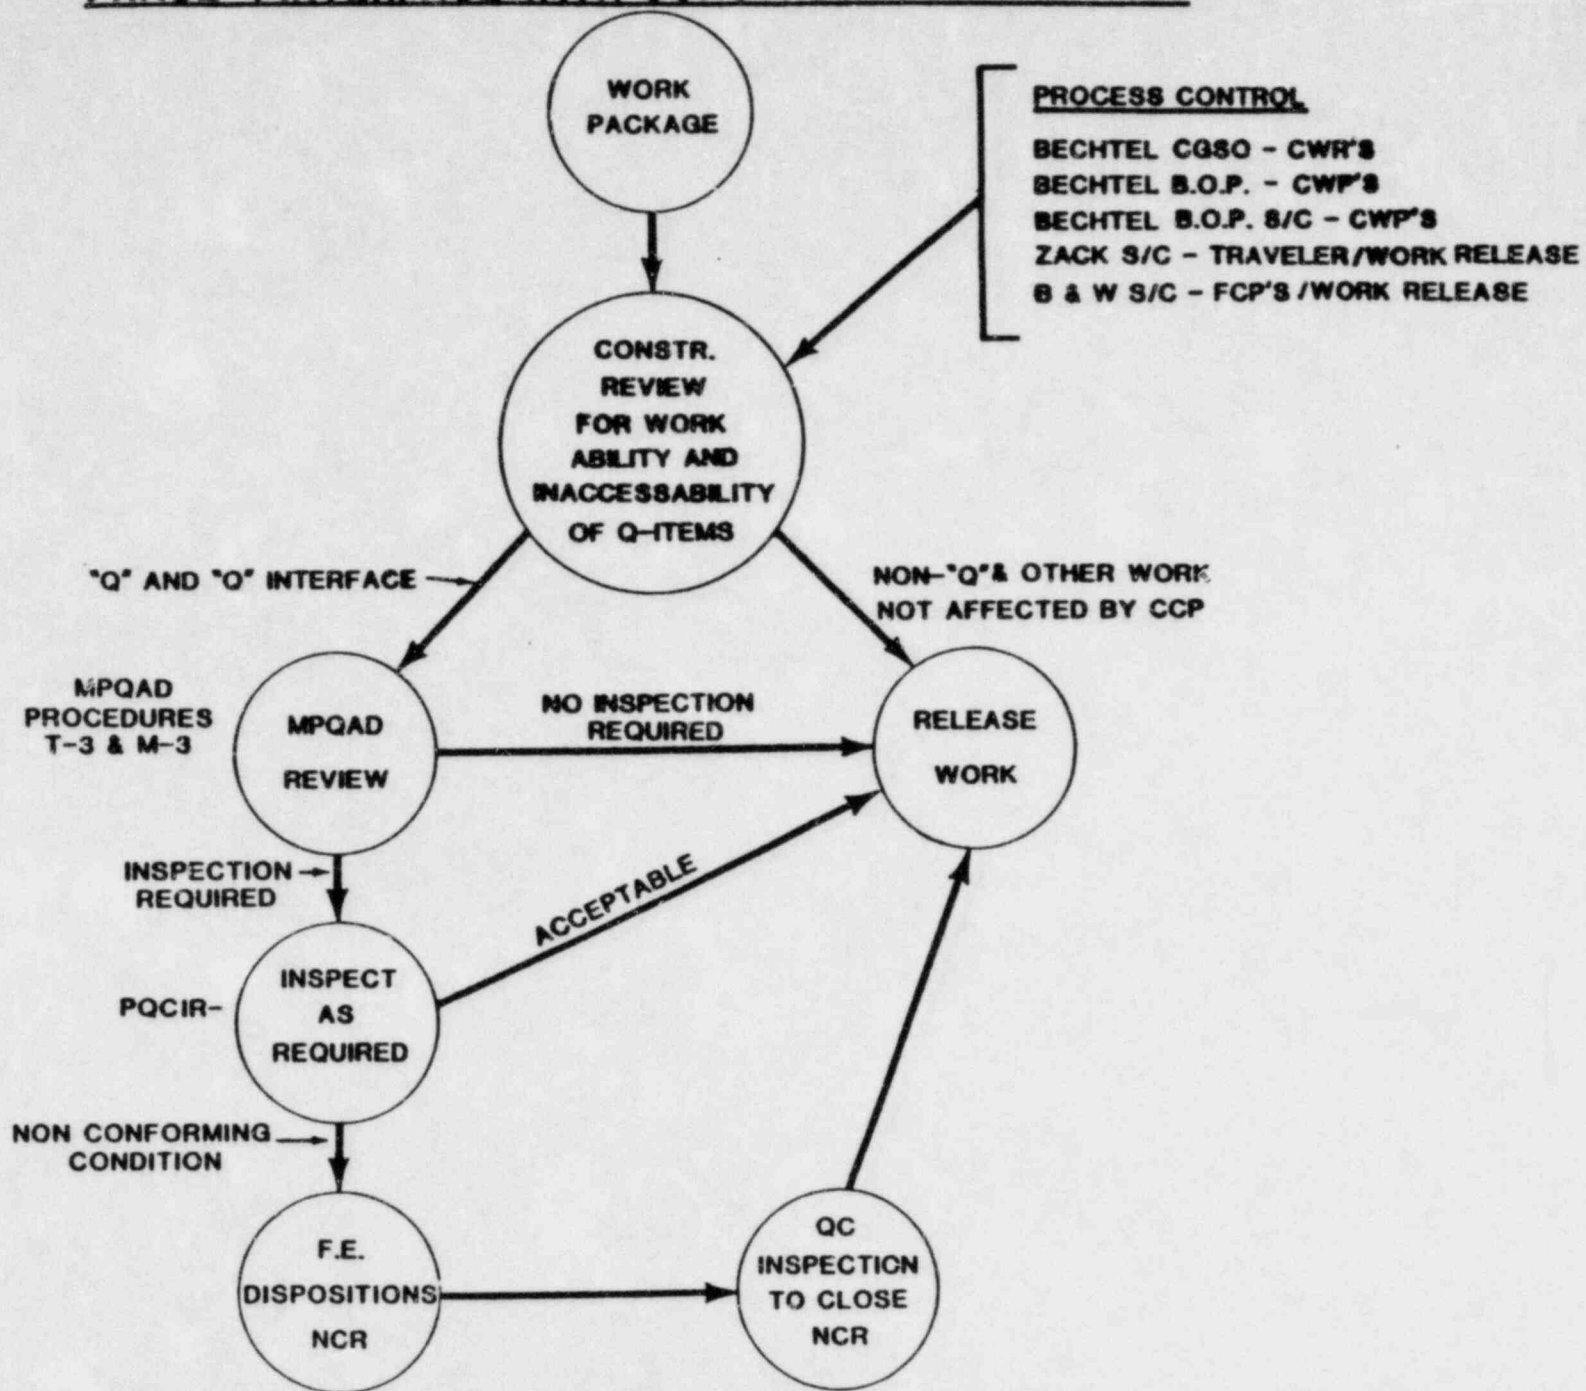 WORK
PACKAGE
PROCESS CONTROL
BECHTEL CGSO - CWR'S
BECHTEL B.O.P. - CWP'S
BECHTEL B.O.P. S/C - CWP'S
ZACK S/C - TRAVELER/WORK RELEASE
B & W S/C - FCP'S/WORK RELEASE
CONSTR.
REVIEW
FOR WORK
ABILITY AND
INACCESSABILITY
OF Q-ITEMS
"Q" AND "Q" INTERFACE
NON-"Q"& OTHER WORK
NOT AFFECTED BY CCP
MPQAD
PROCEDURES
T-3 & M-3
MPQAD
REVIEW
NO INSPECTION
REQUIRED
RELEASE
WORK
INSPECTION
REQUIRED
ACCEPTABLE
PQCIR-
INSPECT
AS
REQUIRED
NON CONFORMING
CONDITION
F.E.
DISPOSITIONS
NCR
QC
INSPECTION
TO CLOSE
NCR